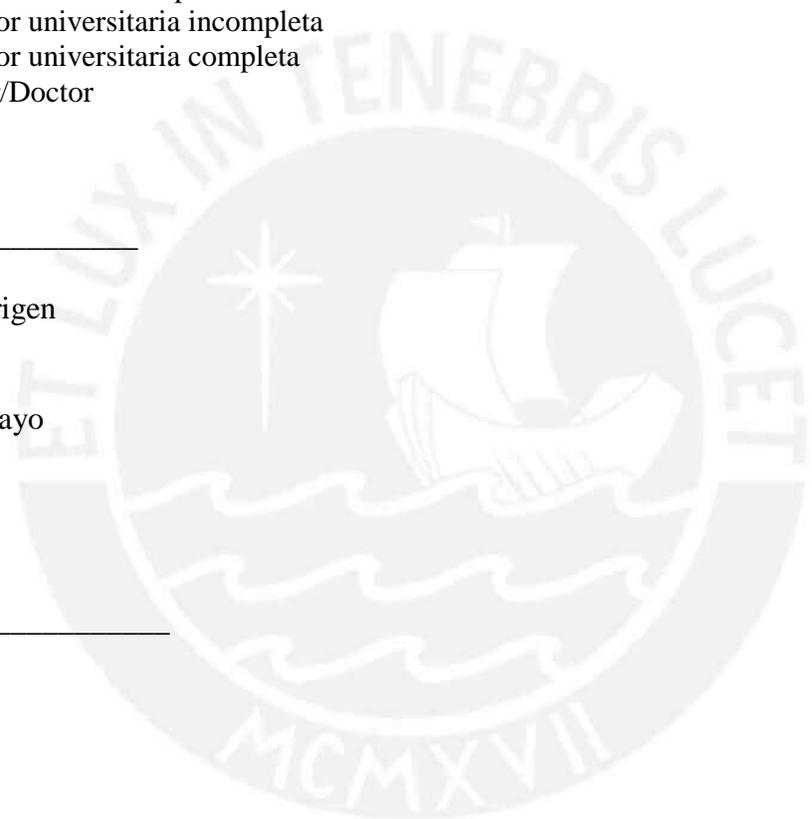 or universitaria incompleta
or universitaria completa
/Doctor
rigen
ayo
ET LUX IN TENEBRIS LUCET
MCMXVII